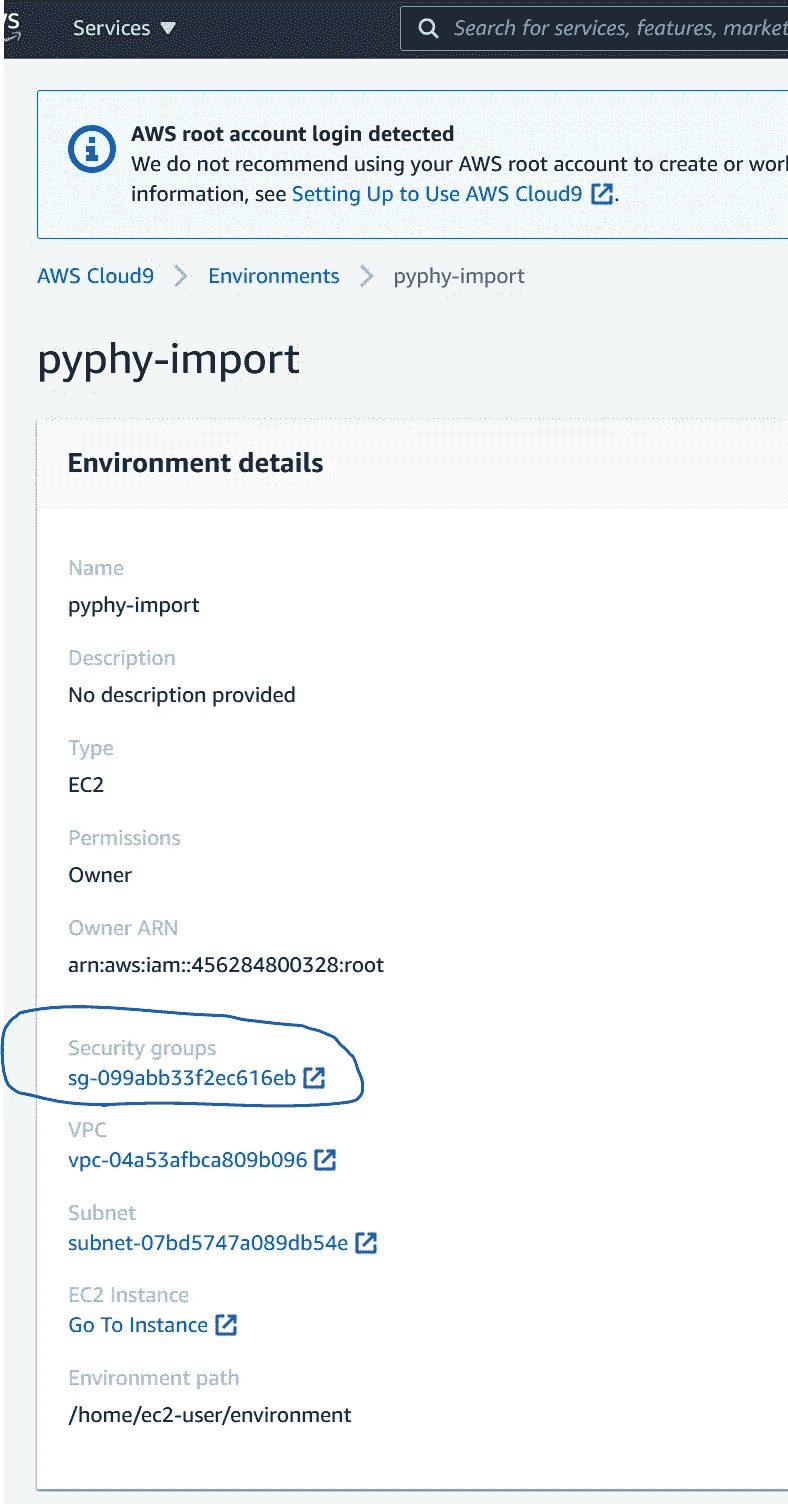 Services
Search for services, features, market
AWS root account login detected
We do not recommend using your AWS root account to create or work
information, see Setting Up to Use AWS Cloud9.
AWS Cloud9 > Environments > pyphy-import
pyphy-import
Environment details
Name
pyphy-import
Description
No description provided
Type
EC2
Permissions
Owner
Owner ARN
arn:aws:iam::456284800328:root
Security groups
sg-099abb33f2ec616eb
VPC
vpc-04a53afbca809b096
Subnet
subnet-07bd5747a089db54e
EC2 Instance
Go To Instance
Environment path
/home/ec2-user/environment